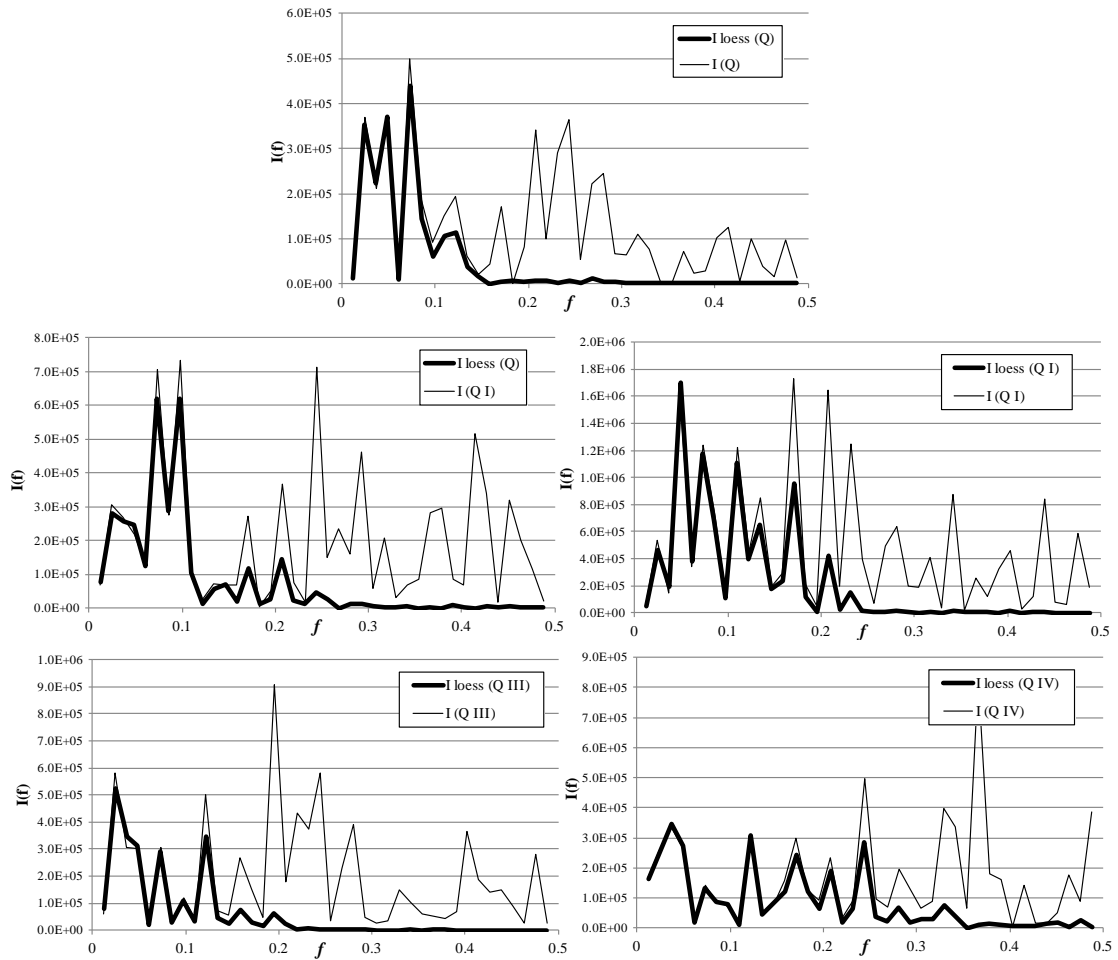 6.0E+05
5.0E+05
4.0E+05
3.0E+05
2.0E+05
1.0E+05
0.0E+00
I(f)
I loess (Q)
I (Q)
0 0.1 0.2 0.3 0.4 0.5
f
8.0E+05
7.0E+05
6.0E+05
5.0E+05
4.0E+05
3.0E+05
2.0E+05
1.0E+05
0.0E+00
I(f)
I loess (Q)
I (Q I)
0 0.1 0.2 0.3 0.4 0.5
f
2.0E+06
1.8E+06
1.6E+06
1.4E+06
1.2E+06
1.0E+06
8.0E+05
6.0E+05
4.0E+05
2.0E+05
0.0E+00
I(f)
I loess (Q I)
I (Q I)
0 0.1 0.2 0.3 0.4 0.5
f
1.0E+06
9.0E+05
8.0E+05
7.0E+05
6.0E+05
5.0E+05
4.0E+05
3.0E+05
2.0E+05
1.0E+05
0.0E+00
I(f)
I loess (Q III)
I (Q III)
0 0.1 0.2 0.3 0.4 0.5
f
9.0E+05
8.0E+05
7.0E+05
6.0E+05
5.0E+05
4.0E+05
3.0E+05
2.0E+05
1.0E+05
0.0E+00
I(f)
I loess (Q IV)
I (Q IV)
0 0.1 0.2 0.3 0.4 0.5
f